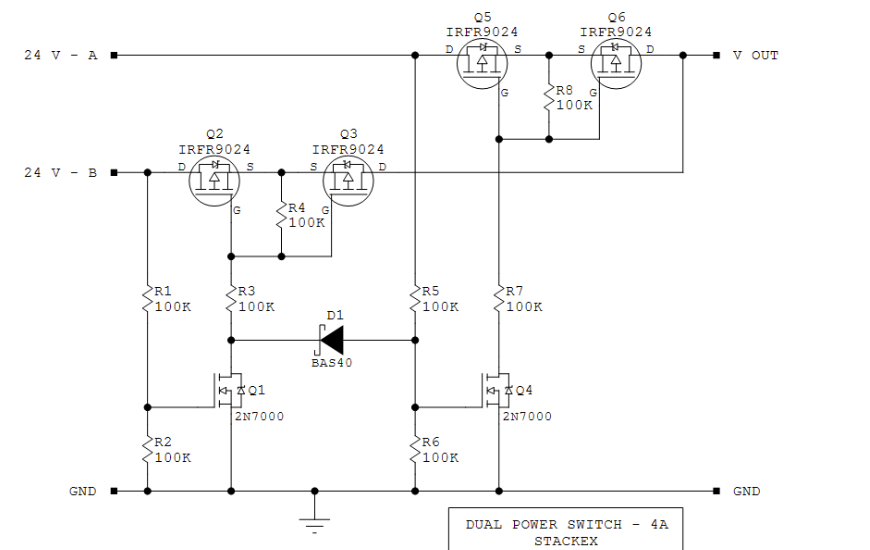 Q5 Q6
IRFR9024 IRFR9024
24 V - A D S S D V OUT
G R8 G
100K
Q2 Q3
IRFR9024 IRFR9024
24 V - B D S S D
G R4 G
100K
R1 R3 R5 R7
100K 100K 100K 100K
D1
BAS40
Q1 Q4
2N7000 2N7000
R2 R6
100K 100K
GND GND
DUAL POWER SWITCH - 4A
STACKEX